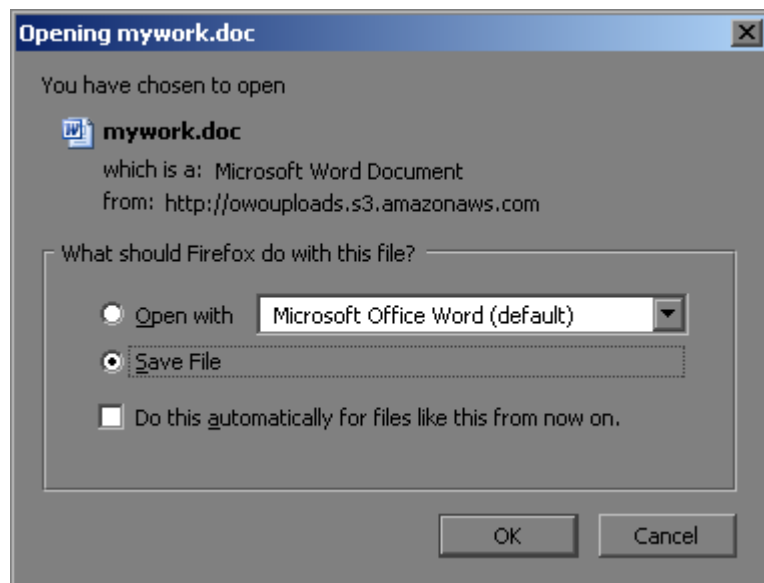 Opening mywork.doc
You have chosen to open
mywork.doc
which is a: Microsoft Word Document
from: http://owouploads.s3.amazonaws.com
What should Firefox do with this file?
Open with Microsoft Office Word (default)
Save File
Do this automatically for files like this from now on.
OK Cancel